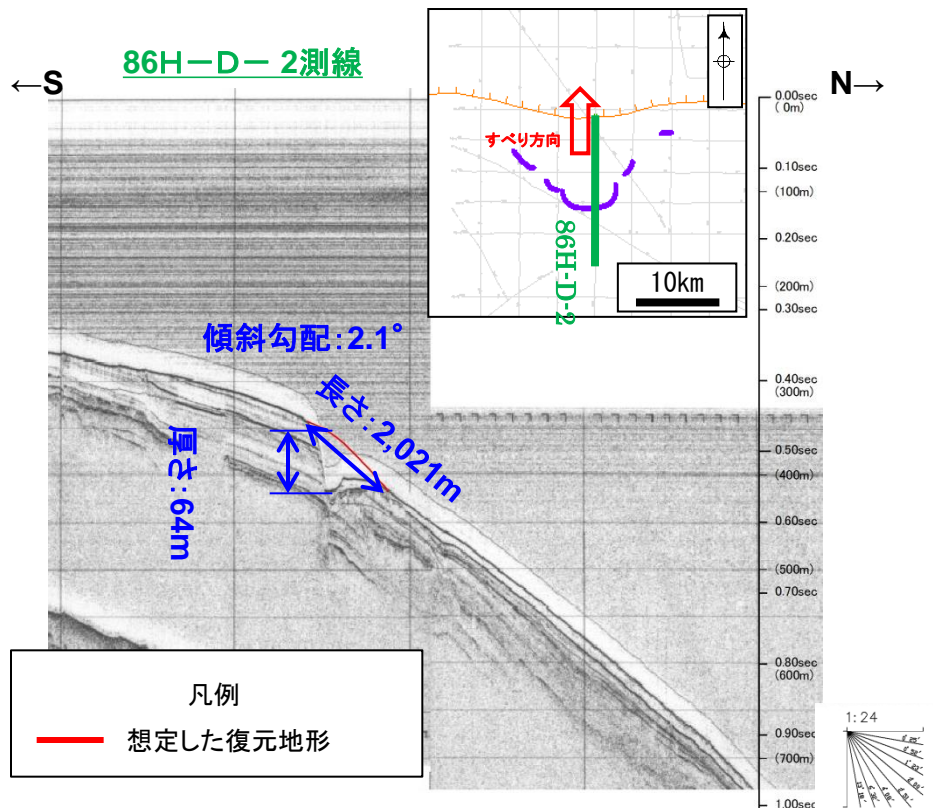 86H－D－ 2測線
←S
N→
すべり方向
86H-D-2
10km
0.00sec
( 0m)
0.10sec
(100m)
0.20sec
(200m)
0.30sec
0.40sec
(300m)
0.50sec
(400m)
0.60sec
(500m)
0.70sec
0.80sec
(600m)
0.90sec
(700m)
1.00sec
傾斜勾配：2.1°
長さ：2,021m
厚さ：64m
凡例
想定した復元地形
1:24